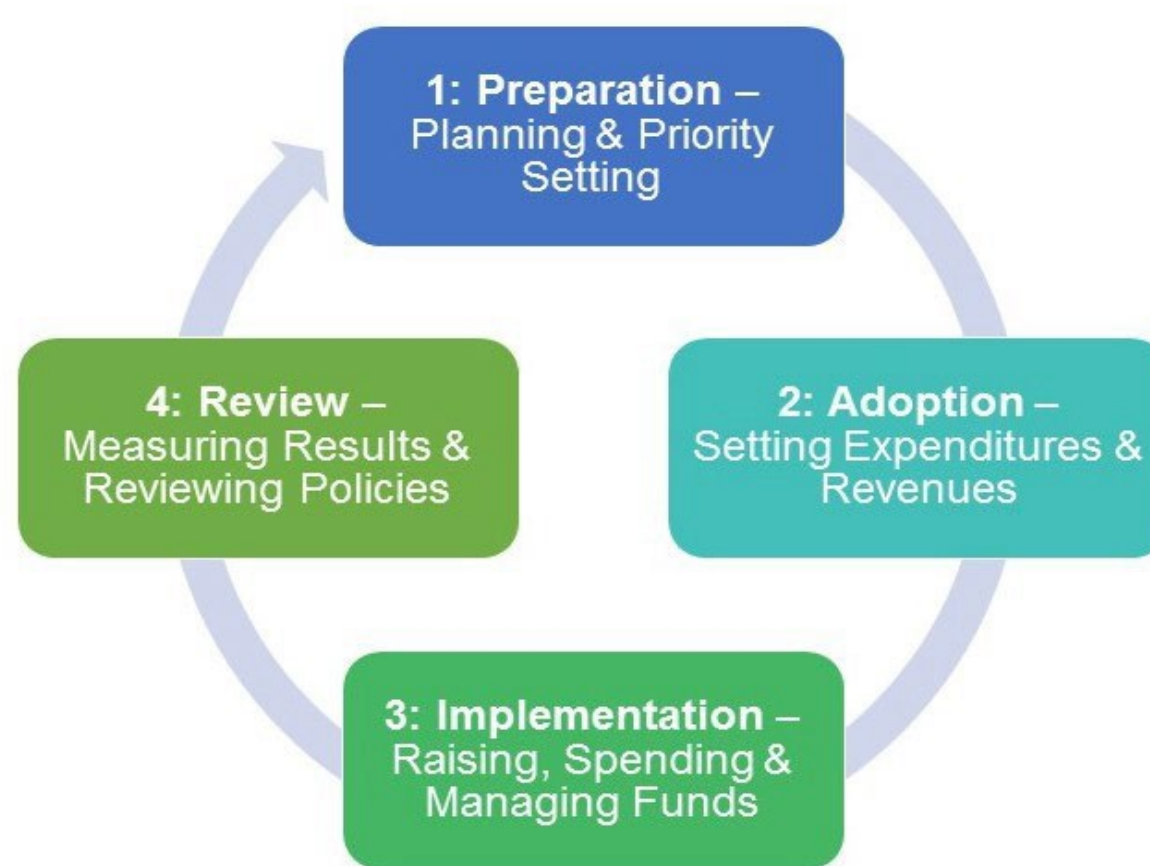 1: Preparation –
Planning & Priority
Setting
2: Adoption –
Setting Expenditures &
Revenues
3: Implementation –
Raising, Spending &
Managing Funds
4: Review –
Measuring Results &
Reviewing Policies